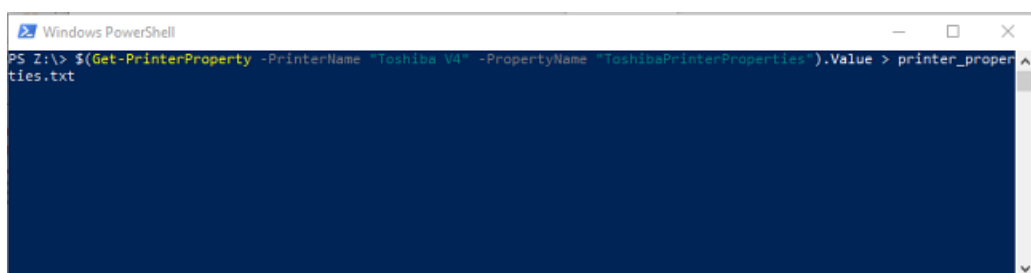 Windows PowerShell
PS Z:\> $(Get-PrinterProperty -PrinterName "Toshiba V4" -PropertyName "ToshibaPrinterProperties").Value > printer_proper
ties.txt